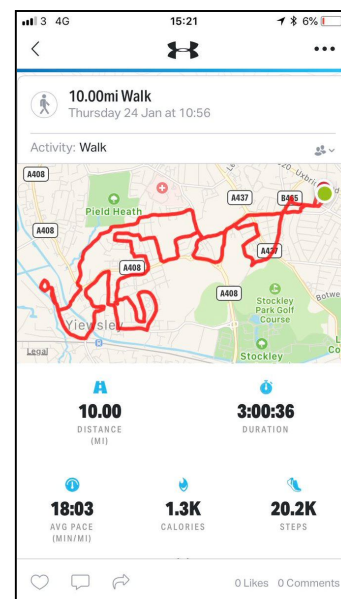 3 4G 15:21 6%
10.00mi Walk
Thursday 24 Jan at 10:56
Activity: Walk
A408
A437
B465
Uxbri
Pield Heath
A408
A437
A408
A408
Stockley
Park Golf
Course
Botwe
Yiewsley
Legal
Stockley
10.00
3:00:36
DISTANCE
(MI)
DURATION
18:03
1.3K
20.2K
AVG PACE
(MIN/MI)
CALORIES
STEPS
0 Likes 0 Comments